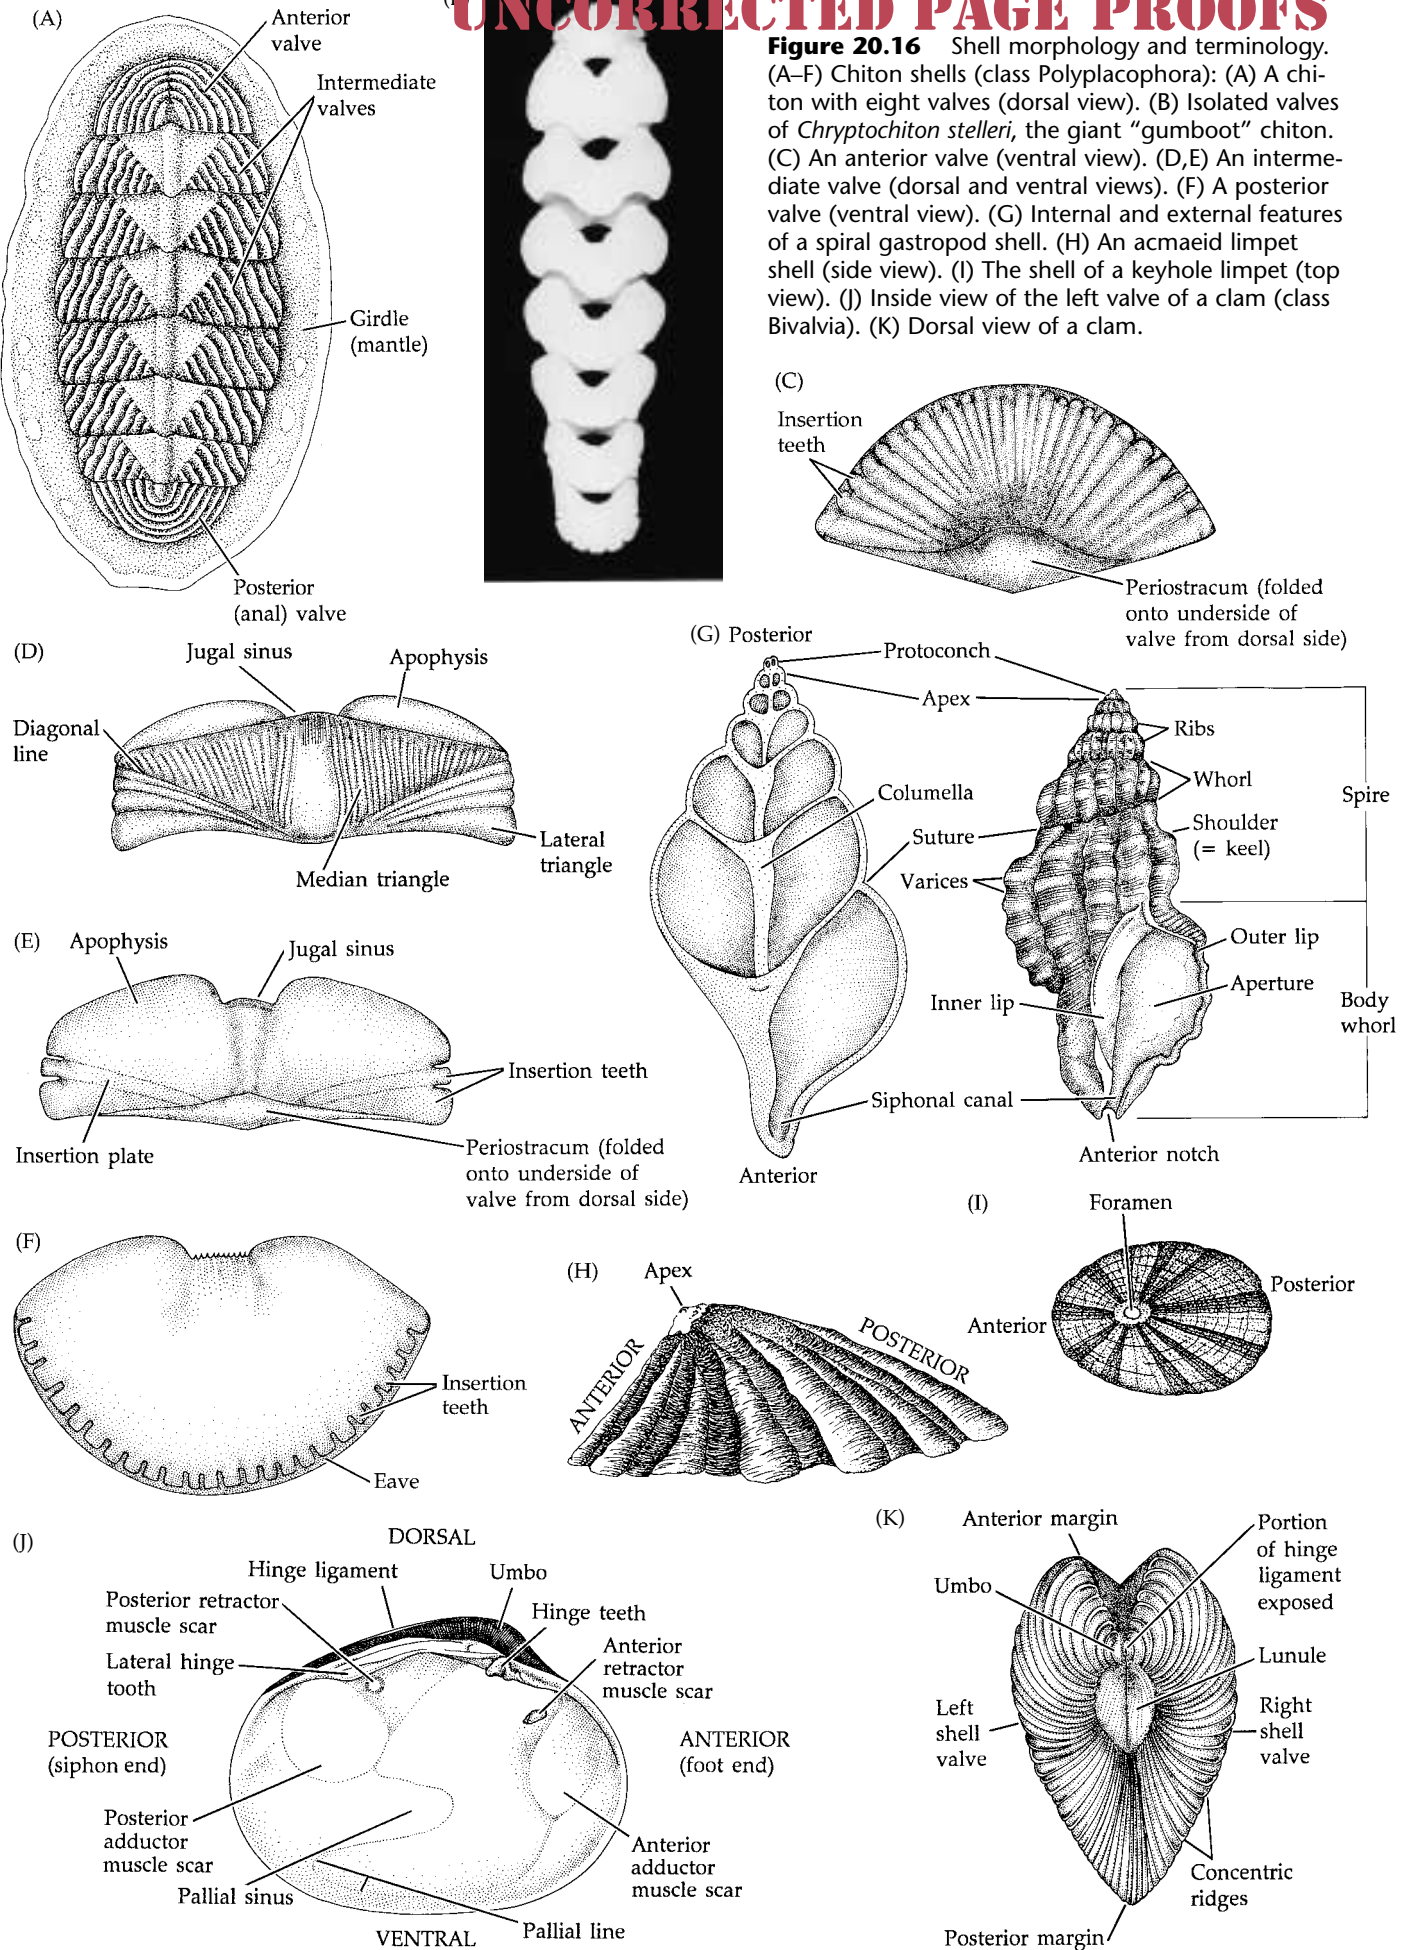 UNCORRECTED PAGE PROOFS
Figure 20.16 Shell morphology and terminology.
(A–F) Chiton shells (class Polyplacophora): (A) A chi-
ton with eight valves (dorsal view). (B) Isolated valves
of Chryptochiton stelleri, the giant “gumboot” chiton.
(C) An anterior valve (ventral view). (D,E) An interme-
diate valve (dorsal and ventral views). (F) A posterior
valve (ventral view). (G) Internal and external features
of a spiral gastropod shell. (H) An acmaeid limpet
shell (side view). (I) The shell of a keyhole limpet (top
view). (J) Inside view of the left valve of a clam (class
Bivalvia). (K) Dorsal view of a clam.
(A)
Anterior
valve
Intermediate
valves
Girdle
(mantle)
Posterior
(anal) valve
(C)
Insertion
teeth
Periostracum (folded
onto underside of
valve from dorsal side)
(D)
Jugal sinus
Apophysis
Diagonal
line
Lateral
triangle
Median triangle
(E)
Apophysis
Jugal sinus
Insertion teeth
Insertion plate
Periostracum (folded
onto underside of
valve from dorsal side)
(F)
Insertion
teeth
Eave
(G) Posterior
Protoconch
Apex
Ribs
Whorl
Spire
Columella
Suture
Shoulder
(= keel)
Varices
Outer lip
Aperture
Inner lip
Body
whorl
Siphonal canal
Anterior notch
Anterior
(H)
Apex
ANTERIOR
POSTERIOR
(I)
Foramen
Posterior
Anterior
(J)
DORSAL
Hinge ligament
Umbo
Posterior retractor
muscle scar
Hinge teeth
Lateral hinge
tooth
Anterior
retractor
muscle scar
POSTERIOR
(siphon end)
ANTERIOR
(foot end)
Posterior
adductor
muscle scar
Anterior
adductor
muscle scar
Pallial sinus
Pallial line
VENTRAL
(K)
Anterior margin
Portion
of hinge
ligament
exposed
Umbo
Lunule
Left
shell
valve
Right
shell
valve
Concentric
ridges
Posterior margin